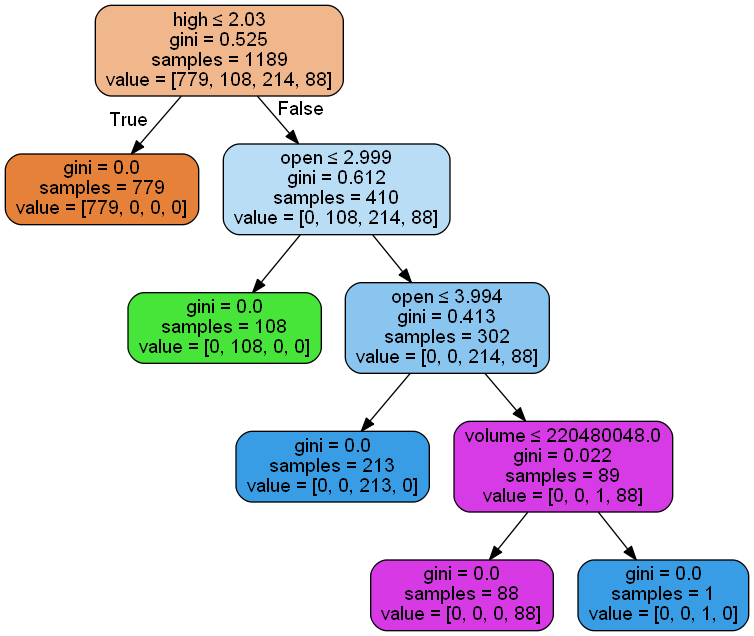 high ≤ 2.03
gini = 0.525
samples = 1189
value = [779, 108, 214, 88]
True
False
gini = 0.0
samples = 779
value = [779, 0, 0, 0]
open ≤ 2.999
gini = 0.612
samples = 410
value = [0, 108, 214, 88]
gini = 0.0
samples = 108
value = [0, 108, 0, 0]
open ≤ 3.994
gini = 0.413
samples = 302
value = [0, 0, 214, 88]
gini = 0.0
samples = 213
value = [0, 0, 213, 0]
volume ≤ 220480048.0
gini = 0.022
samples = 89
value = [0, 0, 1, 88]
gini = 0.0
samples = 88
value = [0, 0, 0, 88]
gini = 0.0
samples = 1
value = [0, 0, 1, 0]